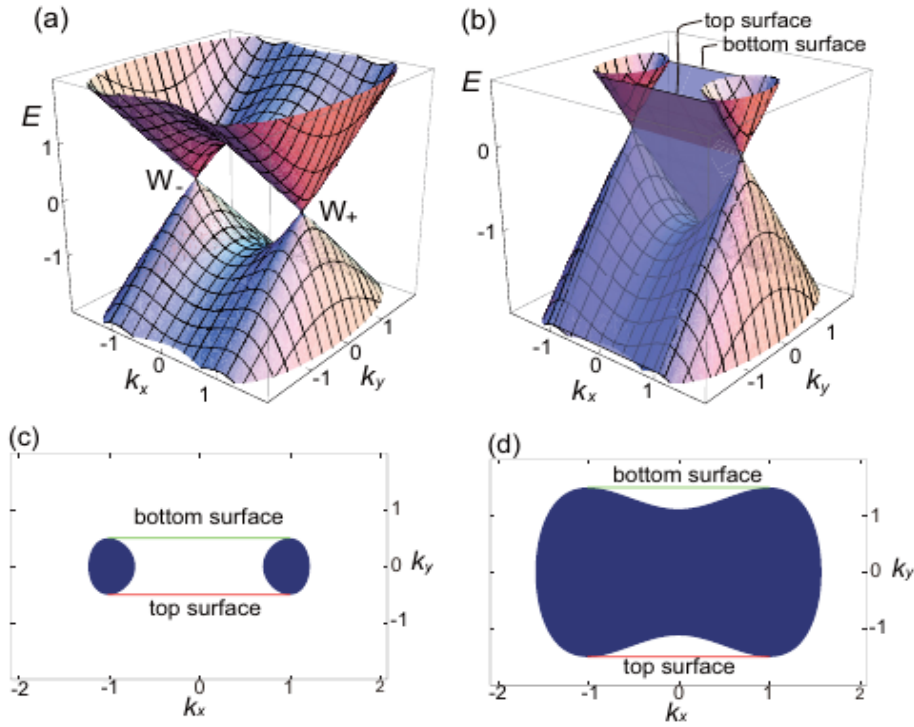 (a)
E
1
0
-1
W-
W+
-1
0
1
kx
-1
0
1
ky
(b)
top surface
bottom surface
E
0
-1
-1
0
1
kx
-1
0
1
ky
(c)
bottom surface
top surface
1
0
-1
ky
-2
-1
0
1
2
kx
(d)
bottom surface
top surface
1
0
-1
ky
-2
-1
0
1
2
kx